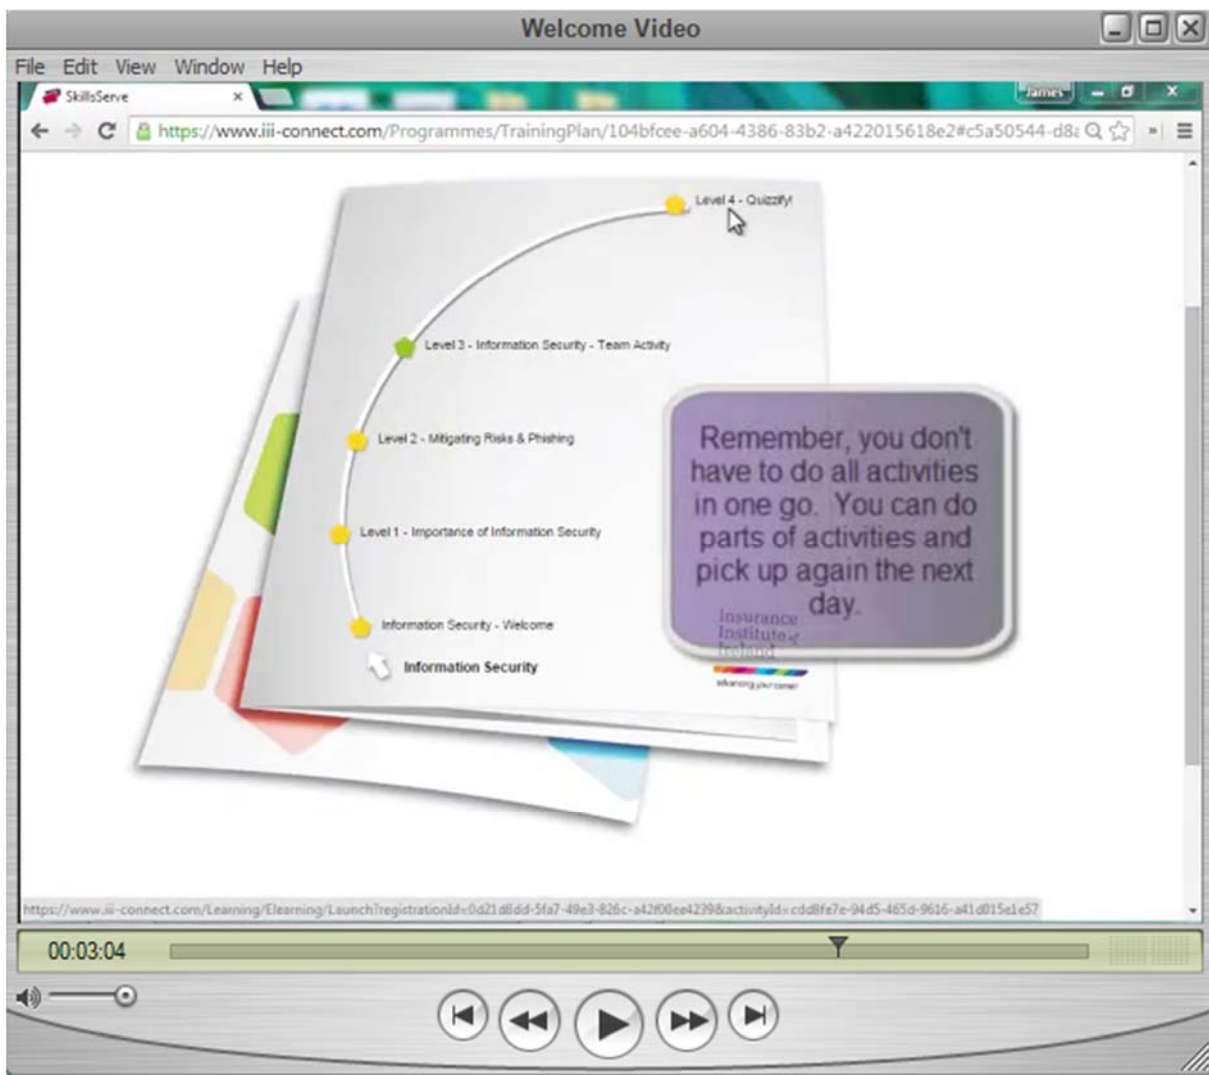 Welcome Video
File Edit View Window Help
SkillsServe
James
https://www.iii-connect.com/Programmes/TrainingPlan/104bfcee-a604-4386-83b2-a422015618e2#c5a50544-d8
Level 4 - Quizzify!
Level 3 - Information Security - Team Activity
Level 2 - Mitigating Risks & Phishing
Level 1 - Importance of Information Security
Information Security - Welcome
Information Security
Remember, you don't
have to do all activities
in one go. You can do
parts of activities and
pick up again the next
day.
Insurance
Institute of
Ireland
advancing your career
00:03:04